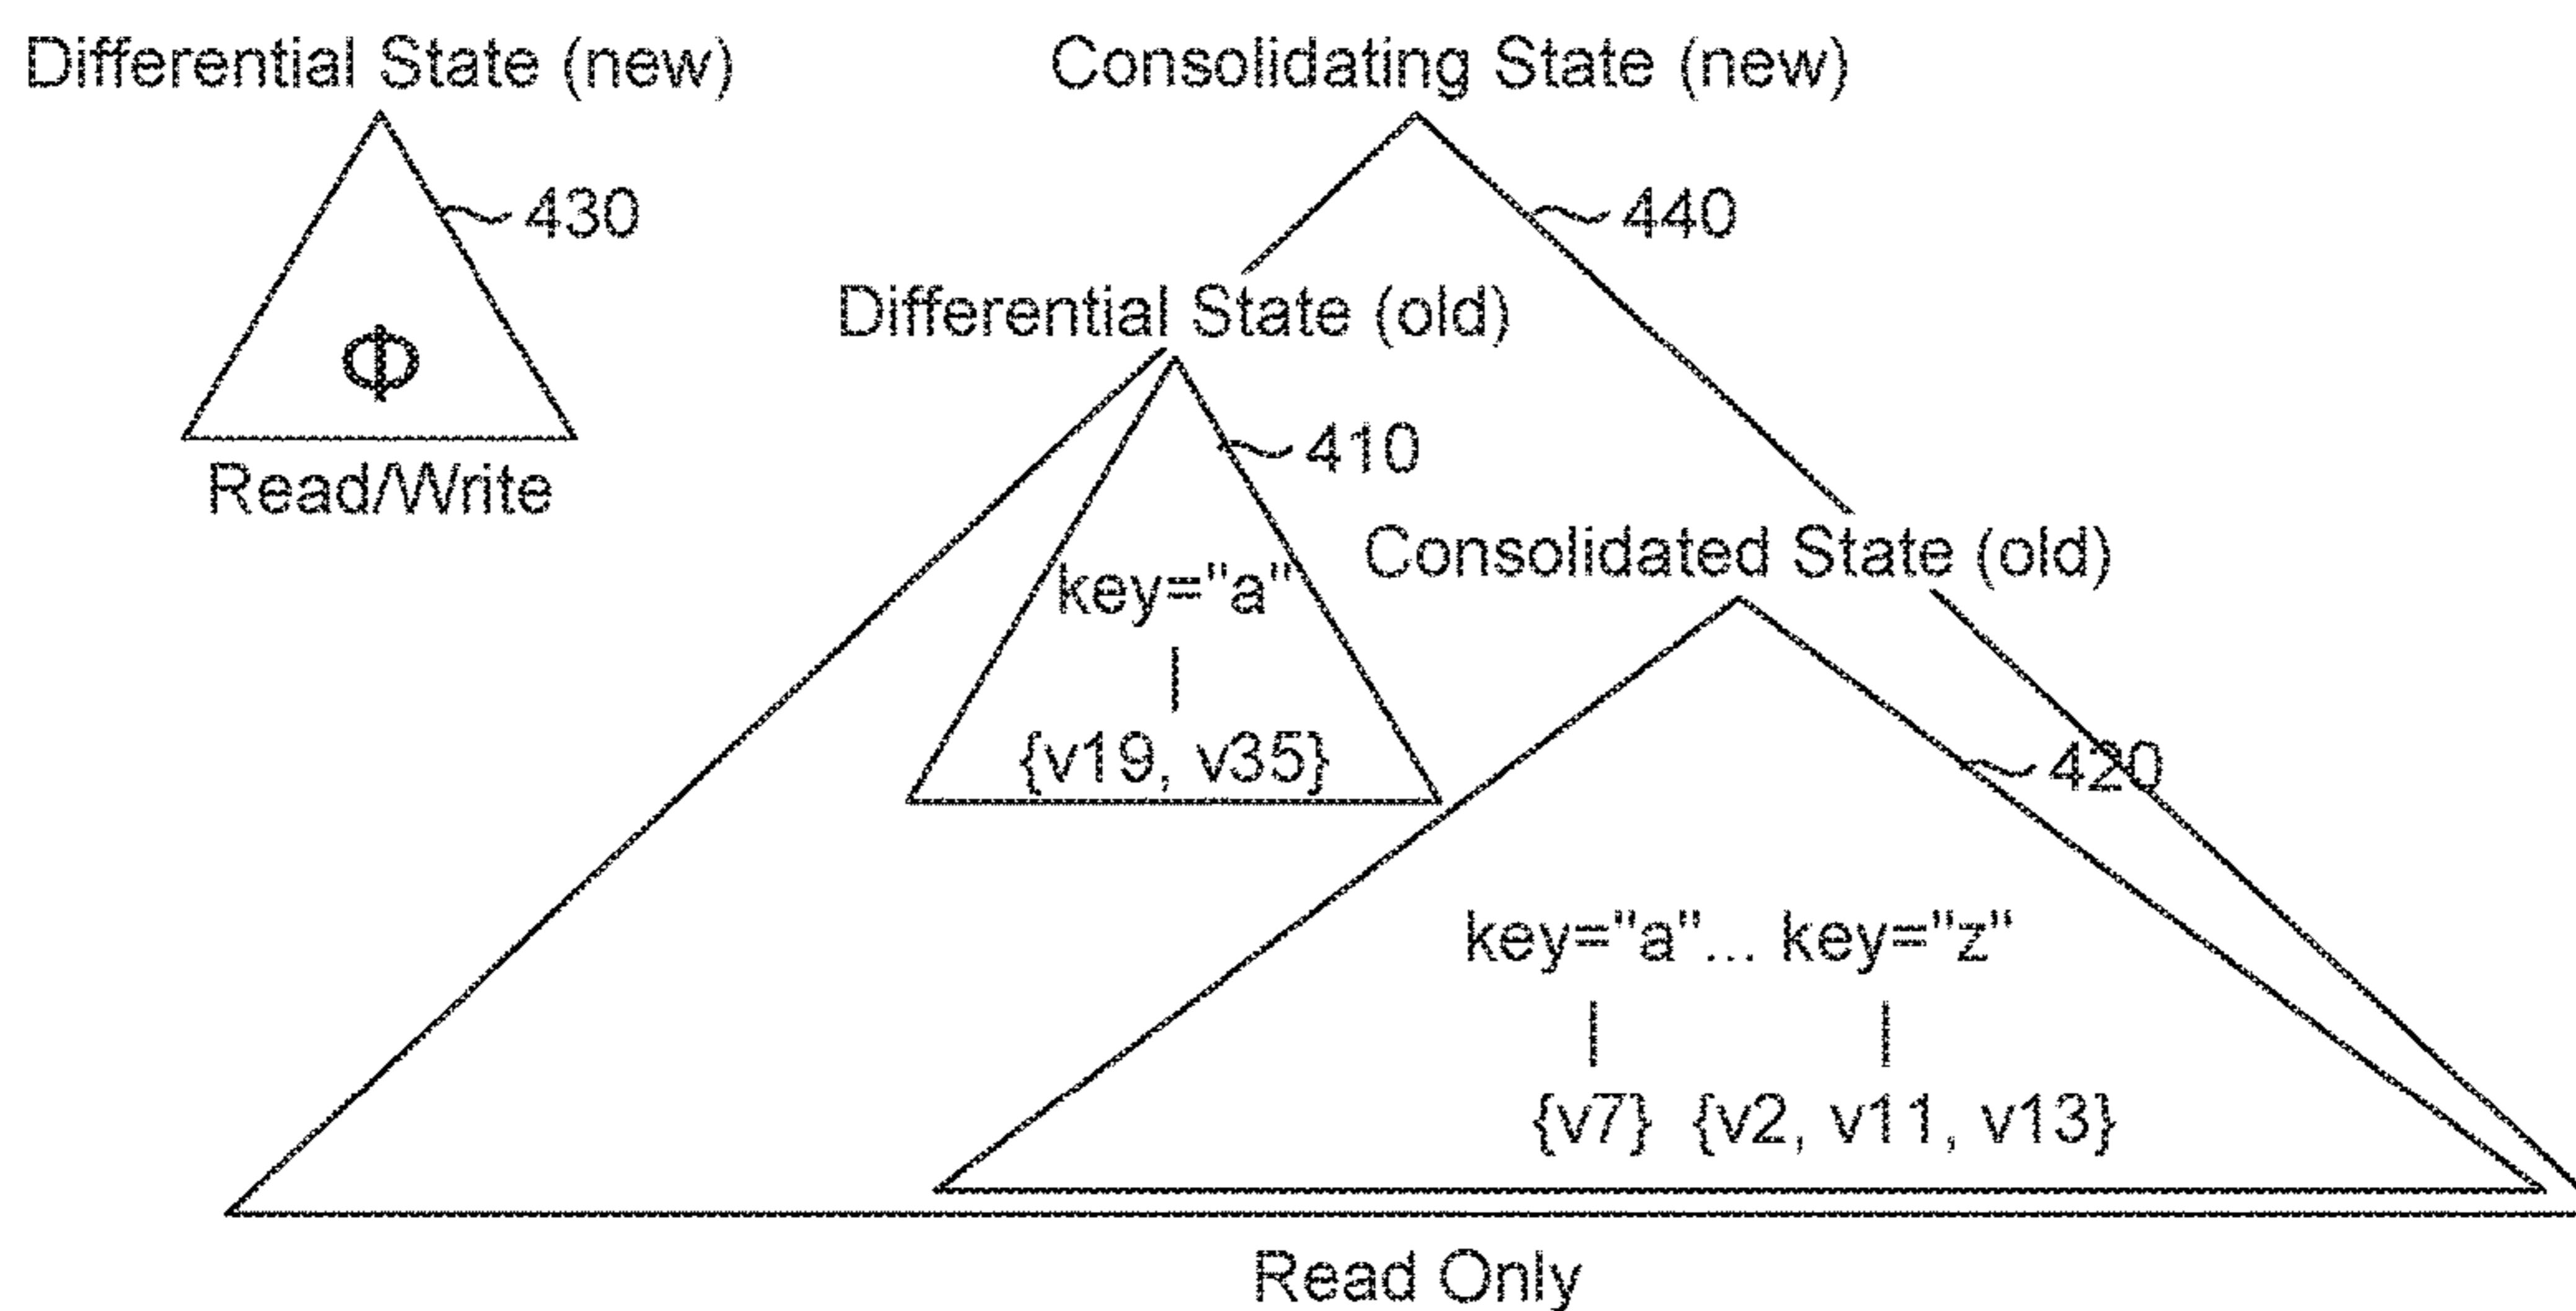 Differential State (new)
430
Φ
Read/Write
Consolidating State (new)
440
Differential State (old)
410
key="a"
{v19, v35}
Consolidated State (old)
420
key="a"... key="z"
{v7} {v2, v11, v13}
Read Only